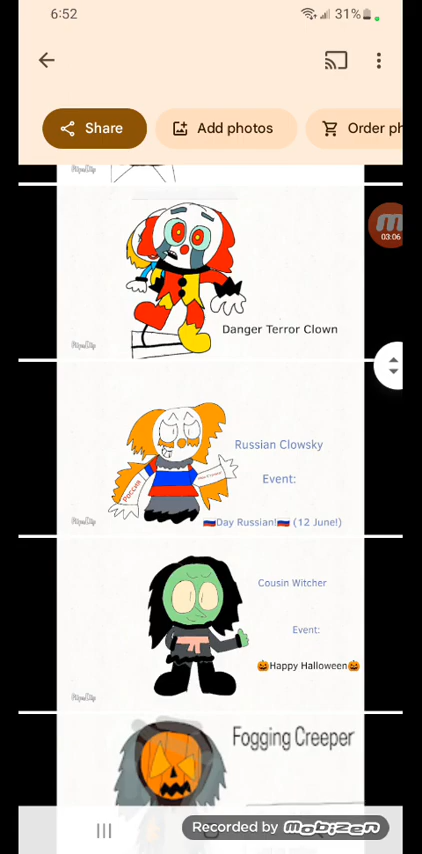 6:52
31%
Share
Add photos
Order ph
03:06
Danger Terror Clown
Russian Clowsky
Россия
Event:
🇷🇺Day Russian!🇷🇺 (12 June!)
Cousin Witcher
Event:
🎃Happy Halloween🎃
Fogging Creeper
Recorded by Mobizen